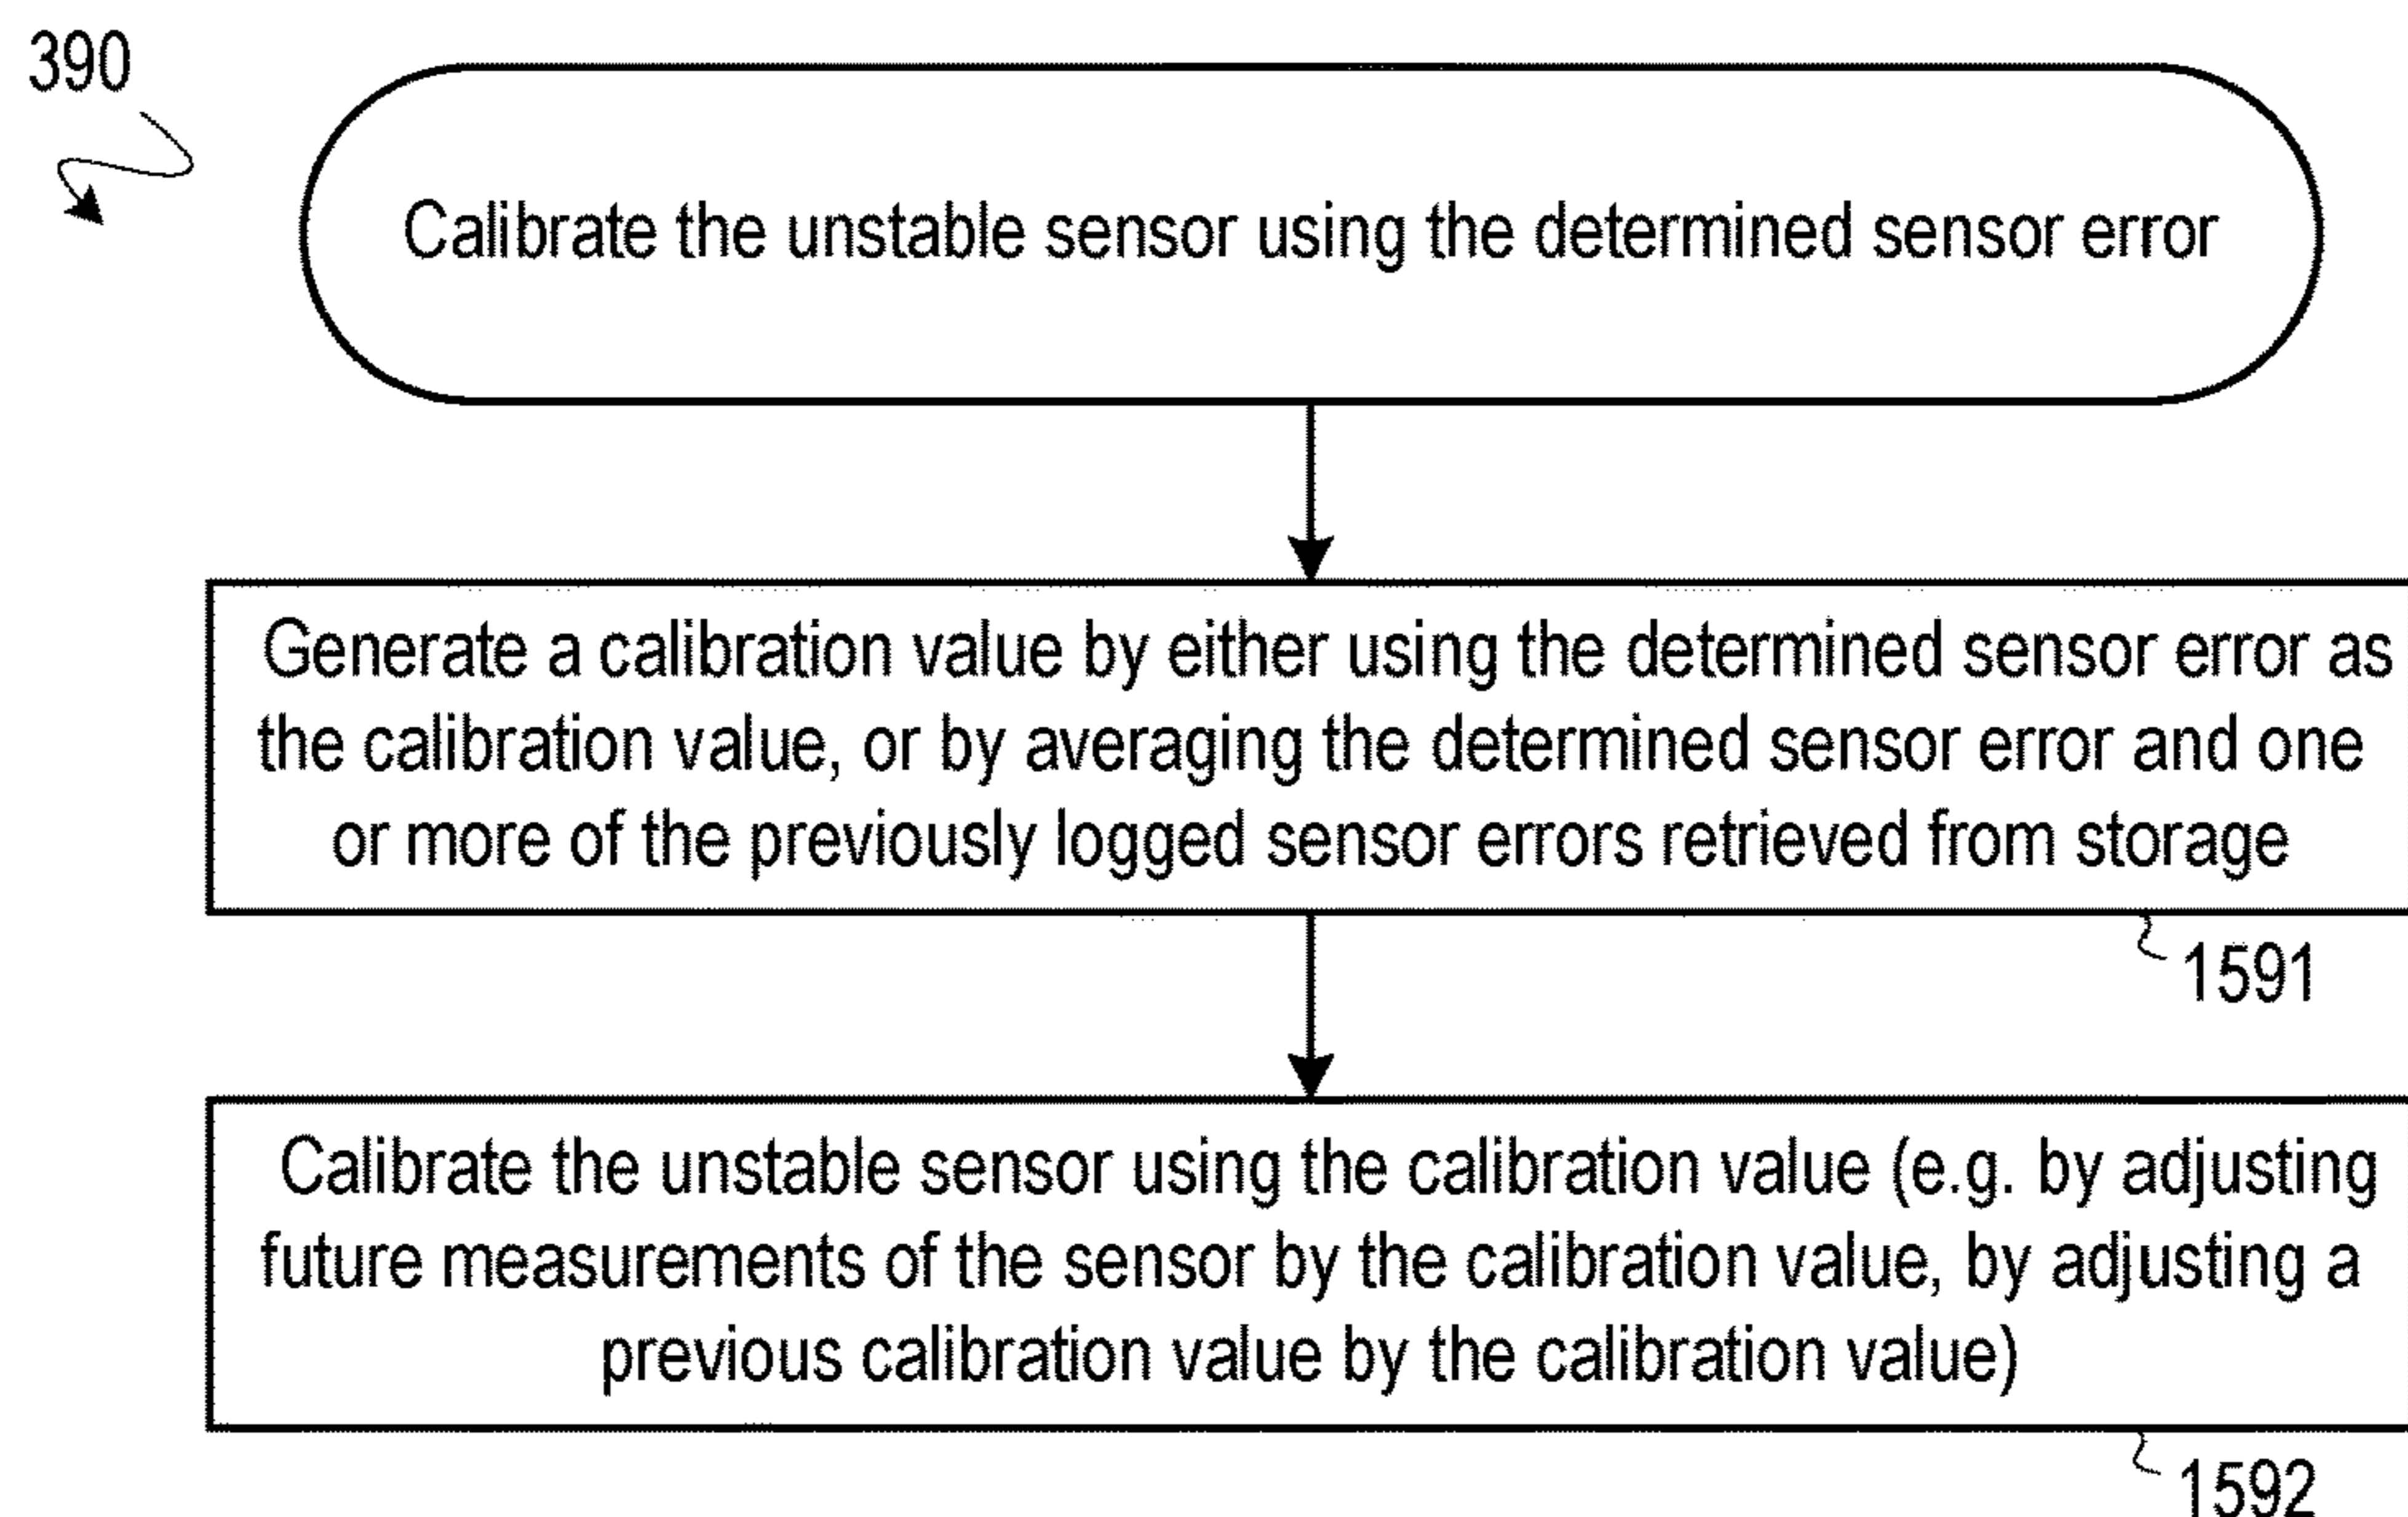 390
Calibrate the unstable sensor using the determined sensor error
Generate a calibration value by either using the determined sensor error as
the calibration value, or by averaging the determined sensor error and one
or more of the previously logged sensor errors retrieved from storage
1591
Calibrate the unstable sensor using the calibration value (e.g. by adjusting
future measurements of the sensor by the calibration value, by adjusting a
previous calibration value by the calibration value)
1592